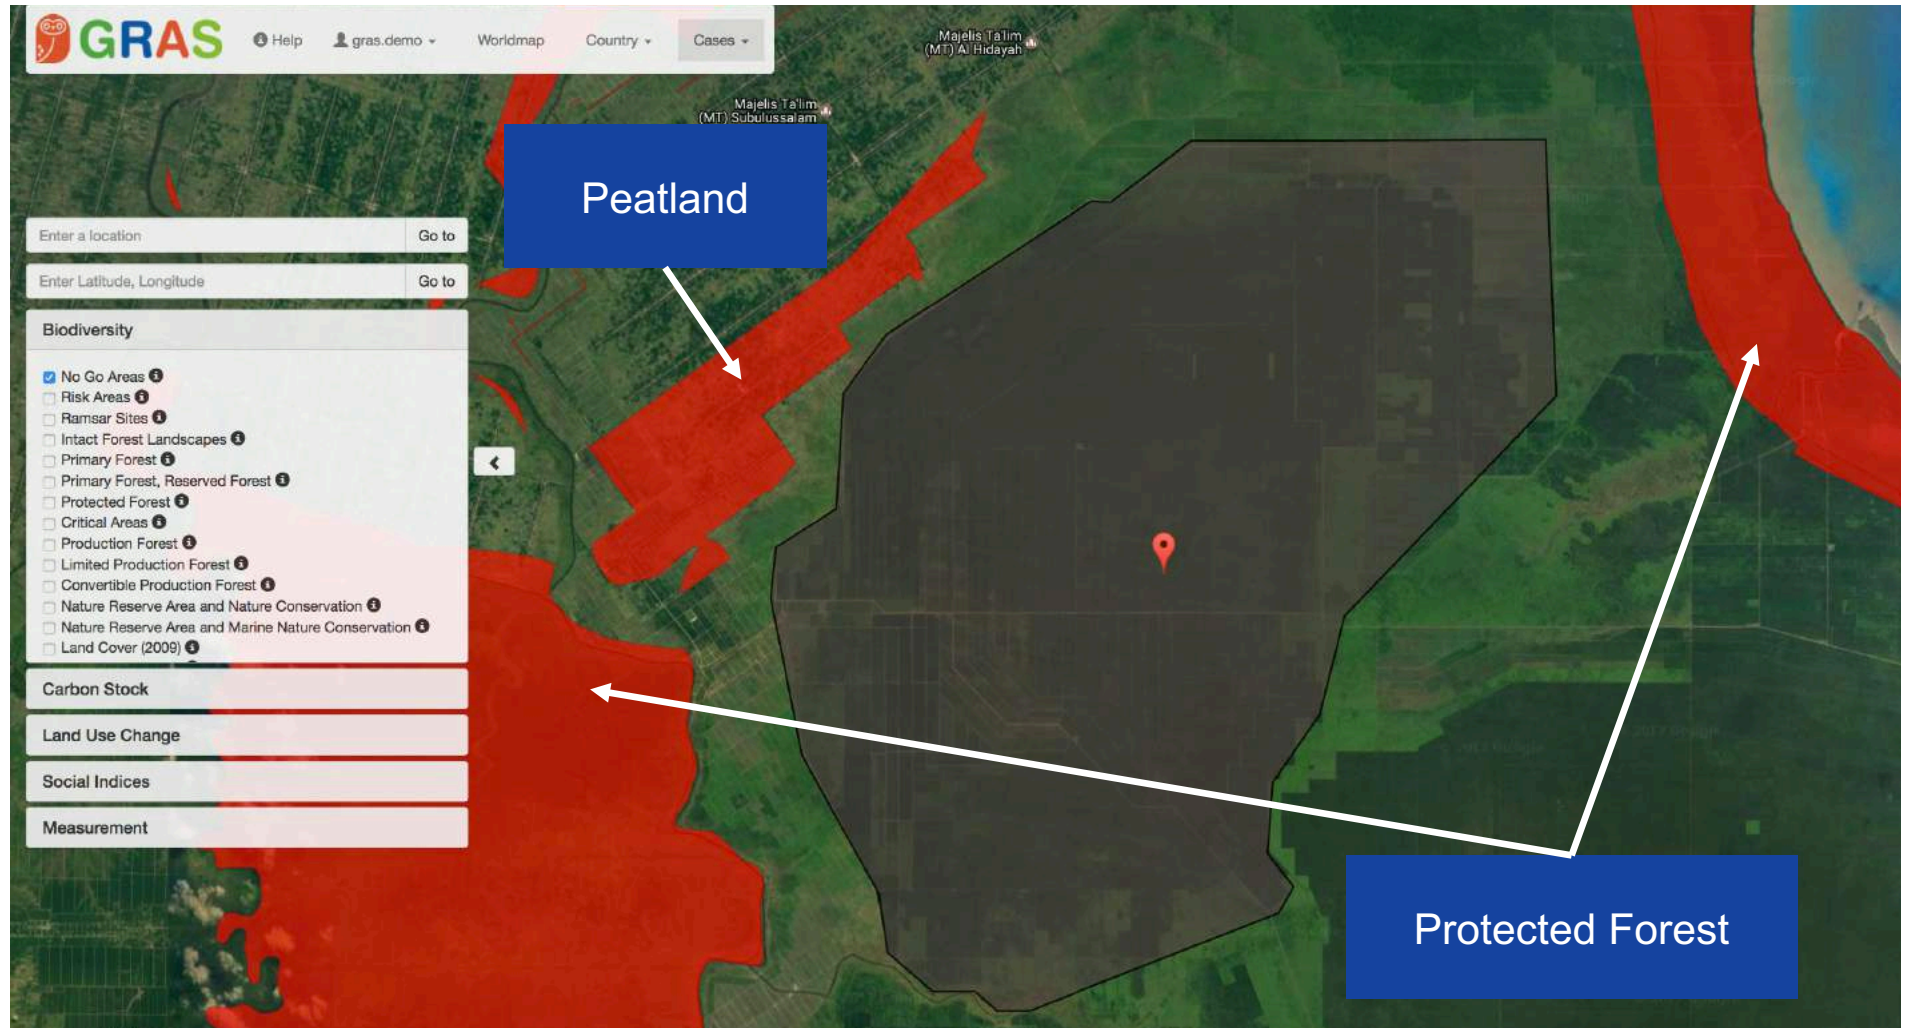 GRAS
Help
gras.demo
Worldmap
Country
Cases
Majelis Ta'lim
(MT) Al Hidayah
Majelis Ta'lim
(MT) Subulussalam
Peatland
Enter a location
Go to
Enter Latitude, Longitude
Go to
Biodiversity
No Go Areas
Risk Areas
Ramsar Sites
Intact Forest Landscapes
Primary Forest
Primary Forest, Reserved Forest
Protected Forest
Critical Areas
Production Forest
Limited Production Forest
Convertible Production Forest
Nature Reserve Area and Nature Conservation
Nature Reserve Area and Marine Nature Conservation
Land Cover (2009)
Carbon Stock
Land Use Change
Social Indices
Measurement
Protected Forest